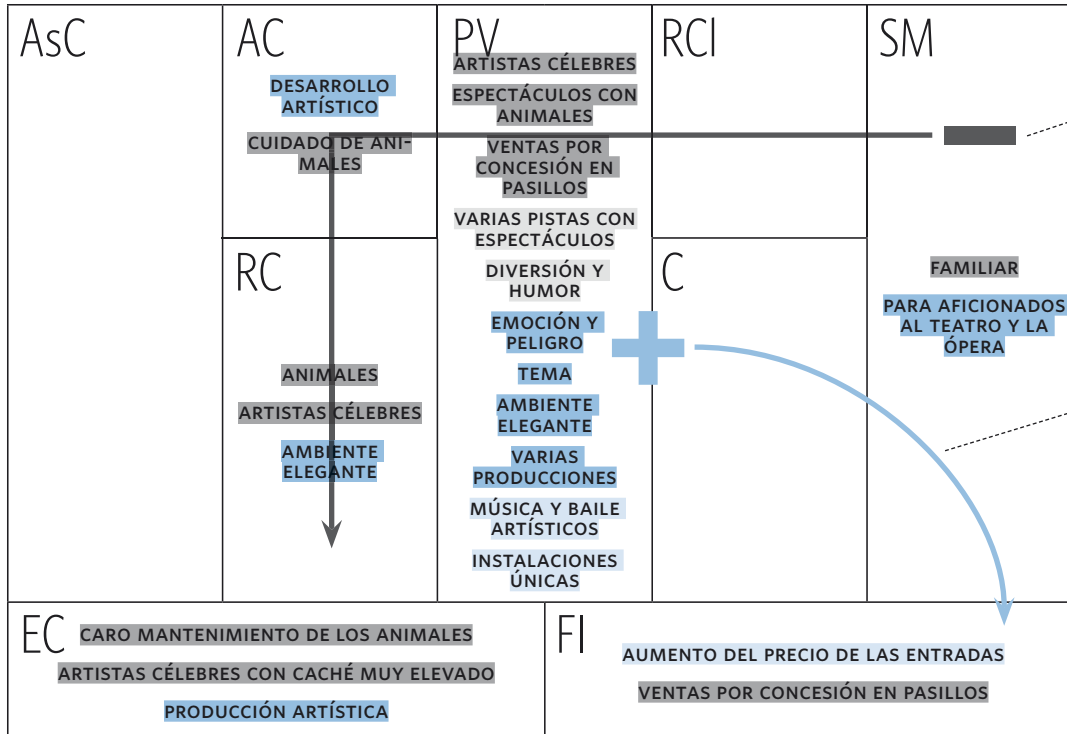 AsC
AC
DESARROLLO
ARTÍSTICO
CUIDADO DE ANI-
MALES
PV
ARTISTAS CÉLEBRES
ESPECTÁCULOS CON
ANIMALES
VENTAS POR
CONCESIÓN EN
PASILLOS
VARIAS PISTAS CON
ESPECTÁCULOS
DIVERSIÓN Y
HUMOR
EMOCIÓN Y
PELIGRO
TEMA
AMBIENTE
ELEGANTE
VARIAS
PRODUCCIONES
MÚSICA Y BAILE
ARTÍSTICOS
INSTALACIONES
ÚNICAS
RCl
SM
FAMILIAR
PARA AFICIONADOS
AL TEATRO Y LA
ÓPERA
RC
ANIMALES
ARTISTAS CÉLEBRES
AMBIENTE
ELEGANTE
C
EC
CARO MANTENIMIENTO DE LOS ANIMALES
ARTISTAS CÉLEBRES CON CACHÉ MUY ELEVADO
PRODUCCIÓN ARTÍSTICA
FI
AUMENTO DEL PRECIO DE LAS ENTRADAS
VENTAS POR CONCESIÓN EN PASILLOS